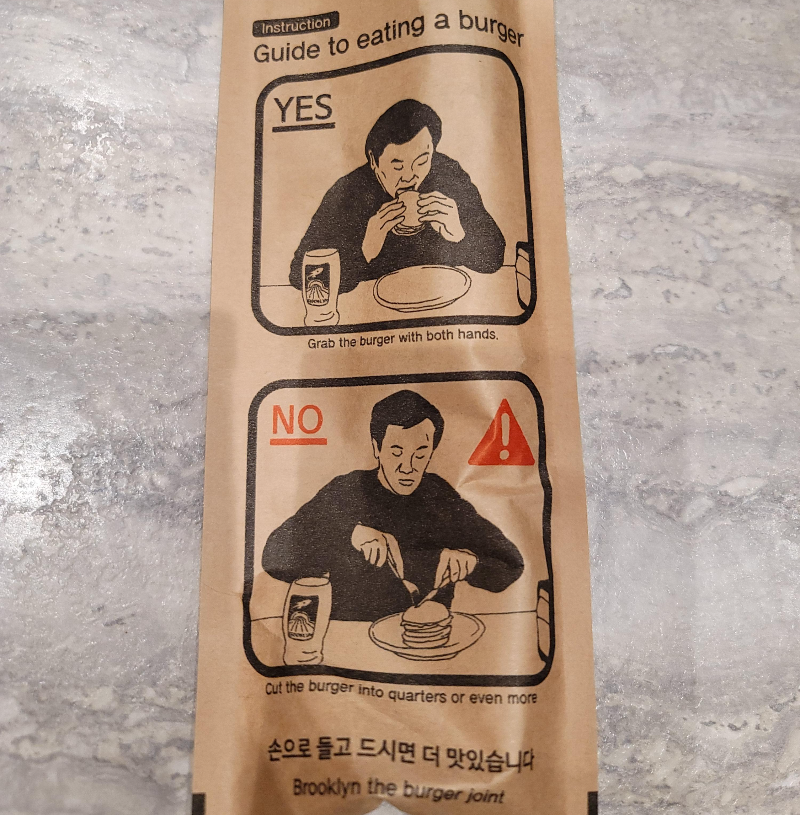 Instruction
Guide to eating a burger
YES
Grab the burger with both hands.
NO
Cut the burger into quarters or even more
손으로 들고 드시면 더 맛있습니다
Brooklyn the burger joint